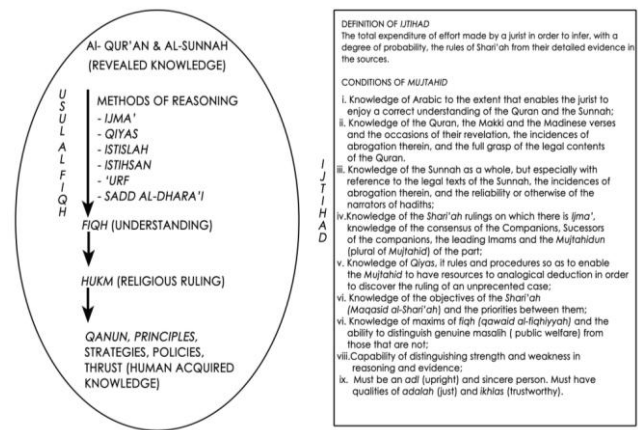 Al- QUR'AN & AL-SUNNAH
(REVEALED KNOWLEDGE)
USUL AL FIQH
METHODS OF REASONING
- IJMA'
- QIYAS
- ISTISLAH
- ISTIHSAN
- 'URF
- SADD AL-DHARA'I
FIQH (UNDERSTANDING)
HUKM (RELIGIOUS RULING)
QANUN, PRINCIPLES,
STRATEGIES, POLICIES,
THRUST (HUMAN ACQUIRED
KNOWLEDGE)
IJTIHAD
DEFINITION OF IJTIHAD
The total expenditure of effort made by a jurist in order to infer, with a
degree of probability, the rules of Shari'ah from their detailed evidence in
the sources.
CONDITIONS OF MUJTAHID
i. Knowledge of Arabic to the extent that enables the jurist to
enjoy a correct understanding of the Quran and the Sunnah;
ii. Knowledge of the Quran, the Makki and the Madinese verses
and the occasions of their revelation, the incidences of
abrogation therein, and the full grasp of the legal contents
of the Quran.
iii. Knowledge of the Sunnah as a whole, but especially with
reference to the legal texts of the Sunnah, the incidences of
abrogation therein, and the reliability or otherwise of the
narrators of hadiths;
iv.Knowledge of the Shari'ah rulings on which there is ijma',
knowledge of the consensus of the Companions, Sucessors
of the companions, the leading Imams and the Mujtahidun
(plural of Mujtahid) of the part;
v. Knowledge of Qiyas, it rules and procedures so as to enable
the Mujtahid to have resources to analogical deduction in
order to discover the ruling of an unprecented case;
vi. Knowledge of the objectives of the Shari'ah
(Maqasid al-Shari'ah) and the priorities between them;
vi. Knowledge of maxims of fiqh (qawaid al-fiqhiyyah) and the
ability to distinguish genuine masalih ( public welfare) from
those that are not;
viii.Capability of distinguishing strength and weakness in
reasoning and evidence;
ix. Must be an adl (upright) and sincere person. Must have
qualities of adalah (just) and ikhlas (trustworthy).